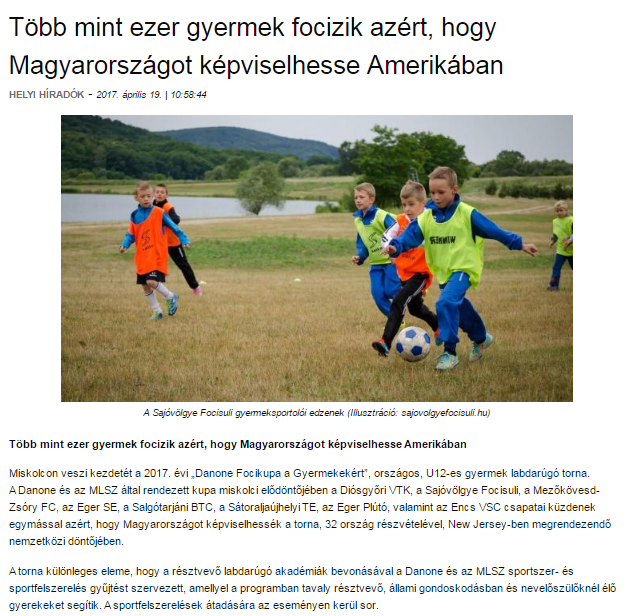 Több mint ezer gyermek focizik azért, hogy
Magyarországot képviselhesse Amerikában
HELYI HÍRADÓK - 2017. április 19. | 10:58:44
A Sajóvölgye Focisuli gyermeksportolói edzenek (Illusztráció: sajovolgyefocisuli.hu)
Több mint ezer gyermek focizik azért, hogy Magyarországot képviselhesse Amerikában
Miskolcon veszi kezdetét a 2017. évi „Danone Focikupa a Gyermekekért”, országos, U12-es gyermek labdarúgó torna.
A Danone és az MLSZ által rendezett kupa miskolci elődöntőjében a Diósgyőri VTK, a Sajóvölgye Focisuli, a Mezőkövesd-
Zsóry FC, az Eger SE, a Salgótarjáni BTC, a Sátoraljaújhelyi TE, az Eger Plútó, valamint az Encs VSC csapatai küzdenek
egymással azért, hogy Magyarországot képviselhessék a torna, 32 ország részvételével, New Jersey-ben megrendezendő
nemzetközi döntőjében.
A torna különleges eleme, hogy a résztvevő labdarúgó akadémiák bevonásával a Danone és az MLSZ sportszer- és
sportfelszerelés gyűjtést szervezett, amellyel a programban tavaly résztvevő, állami gondoskodásban és nevelőszülőknél élő
gyerekeket segítik. A sportfelszerelések átadására az eseményen kerül sor.